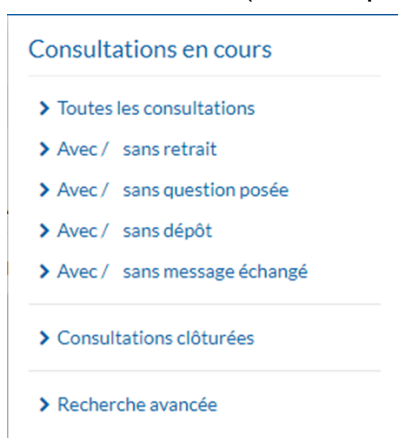 Consultations en cours
Toutes les consultations
Avec / sans retrait
Avec / sans question posée
Avec / sans dépôt
Avec / sans message échangé
Consultations clôturées
Recherche avancée